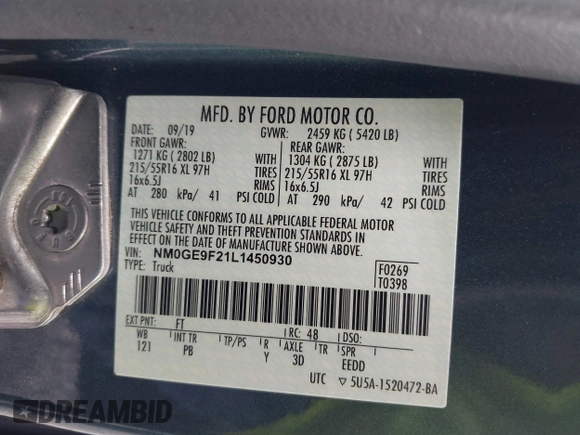 MFD. BY FORD MOTOR CO.
DATE: 09/19 GVWR: 2459 KG ( 5420 LB)
FRONT GAWR: REAR GAWR:
1271 KG ( 2802 LB) WITH 1304 KG ( 2875 LB) WITH
215/55R16 XL 97H TIRES 215/55R16 XL 97H TIRES
16x6.5J RIMS 16x6.5J RIMS
AT 280 kPa/ 41 PSI COLD AT 290 kPa/ 42 PSI COLD
THIS VEHICLE CONFORMS TO ALL APPLICABLE FEDERAL MOTOR
VEHICLE SAFETY AND THEFT PREVENTION STANDARDS IN
EFFECT ON THE DATE OF MANUFACTURE SHOWN ABOVE.
VIN: NM0GE9F21L1450930
TYPE: Truck
F0269
T0398
EXT PNT: FT RC: 48 DSO:
WB INT TR TP/PS R AXLE TR SPR
121 PB Y 3D EEDD
UTC ▽5U5A-1520472-BA
DREAMBID